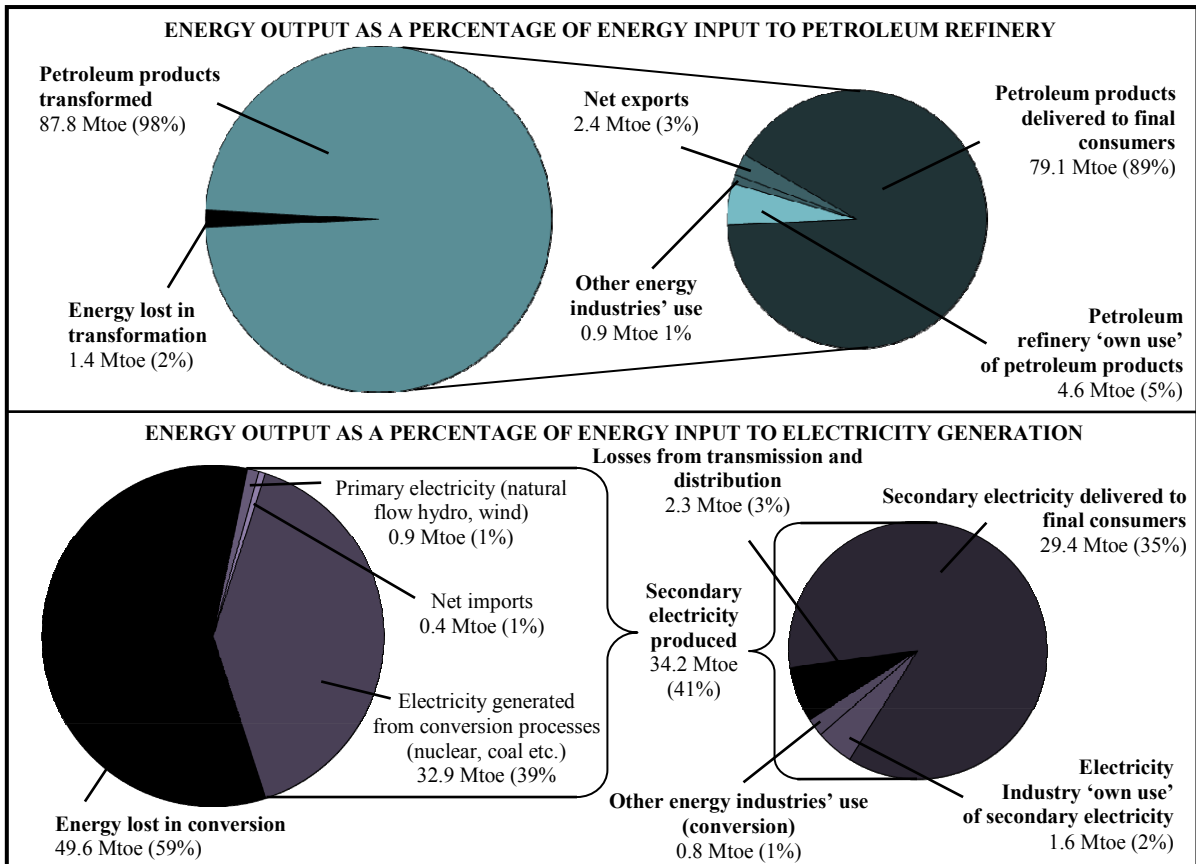 ENERGY OUTPUT AS A PERCENTAGE OF ENERGY INPUT TO PETROLEUM REFINERY
Petroleum products
transformed
87.8 Mtoe (98%)
Energy lost in
transformation
1.4 Mtoe (2%)
Net exports
2.4 Mtoe (3%)
Other energy
industries’ use
0.9 Mtoe 1%
Petroleum products
delivered to final
consumers
79.1 Mtoe (89%)
Petroleum
refinery ‘own use’
of petroleum products
4.6 Mtoe (5%)
ENERGY OUTPUT AS A PERCENTAGE OF ENERGY INPUT TO ELECTRICITY GENERATION
Primary electricity (natural
flow hydro, wind)
0.9 Mtoe (1%)
Net imports
0.4 Mtoe (1%)
Electricity generated
from conversion processes
(nuclear, coal etc.)
32.9 Mtoe (39%
Energy lost in conversion
49.6 Mtoe (59%)
Losses from transmission and
distribution
2.3 Mtoe (3%)
Secondary
electricity
produced
34.2 Mtoe
(41%)
Secondary electricity delivered to
final consumers
29.4 Mtoe (35%)
Other energy industries’ use
(conversion)
0.8 Mtoe (1%)
Electricity
Industry ‘own use’
of secondary electricity
1.6 Mtoe (2%)